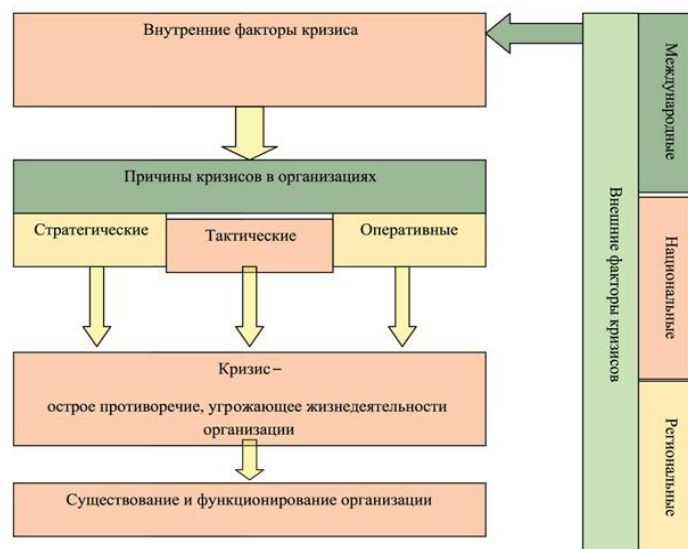 Внутренние факторы кризиса
Причины кризисов в организациях
Стратегические
Тактические
Оперативные
Кризис –
острое противоречие, угрожающее жизнедеятельности
организации
Существование и функционирование организации
Внешние факторы кризисов
Международные
Национальные
Региональные